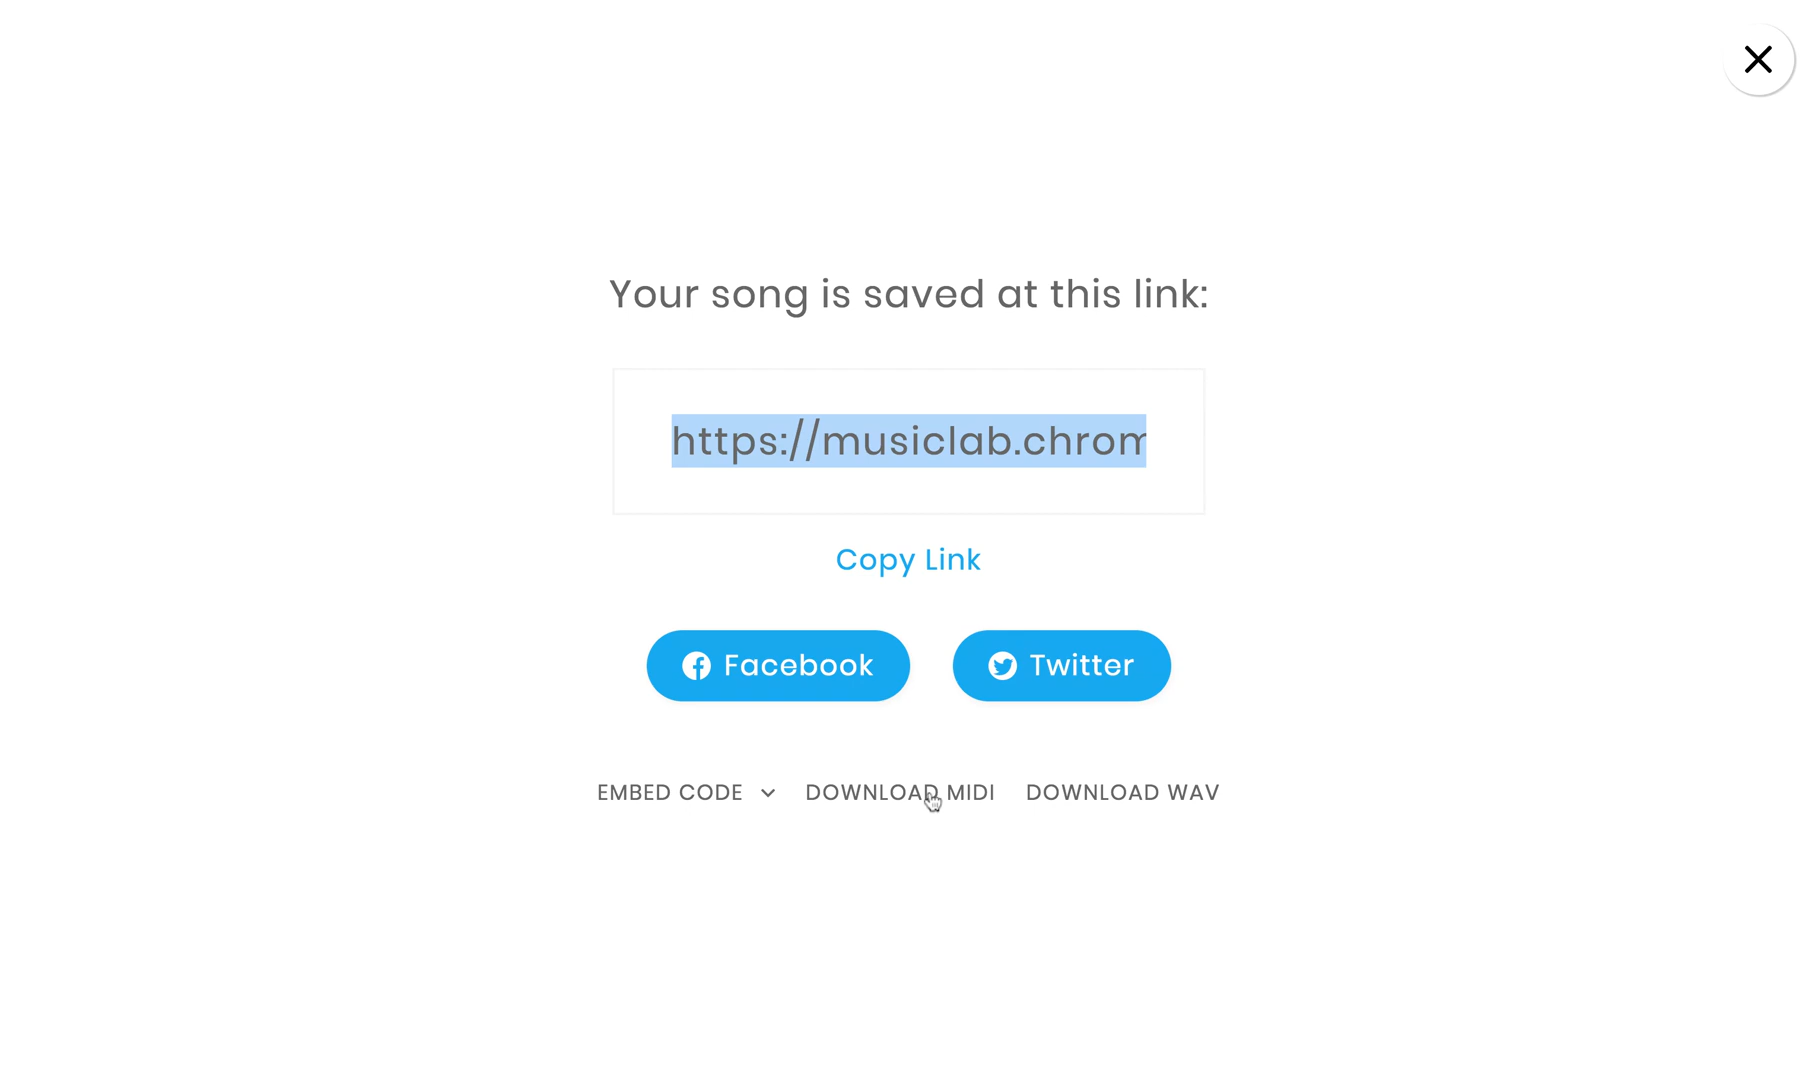 Your song is saved at this link:
https://musiclab.chrom
Copy Link
Facebook
Twitter
EMBED CODE
DOWNLOAD MIDI
DOWNLOAD WAV